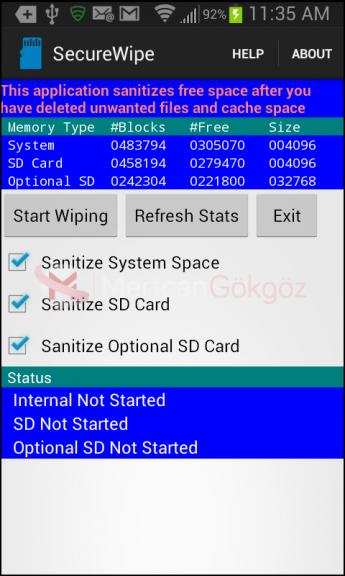 92% 11:35 AM
SecureWipe HELP ABOUT
This application sanitizes free space after you
have deleted unwanted files and cache space
Memory Type #Blocks #Free Size
System 0483794 0305070 004096
SD Card 0458194 0279470 004096
Optional SD 0242304 0221800 032768
Start Wiping Refresh Stats Exit
Sanitize System Space
MericanGökgöz
Sanitize SD Card
Sanitize Optional SD Card
Status
Internal Not Started
SD Not Started
Optional SD Not Started